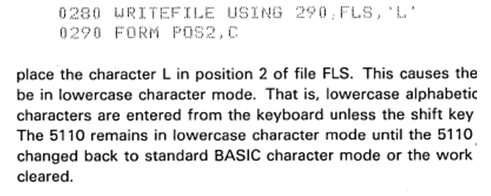 0280 WRITEFILE USING 290,FLS,'L'
0290 FORM POS2,C
place the character L in position 2 of file FLS. This causes the
be in lowercase character mode. That is, lowercase alphabetic
characters are entered from the keyboard unless the shift key
The 5110 remains in lowercase character mode until the 5110
changed back to standard BASIC character mode or the work
cleared.